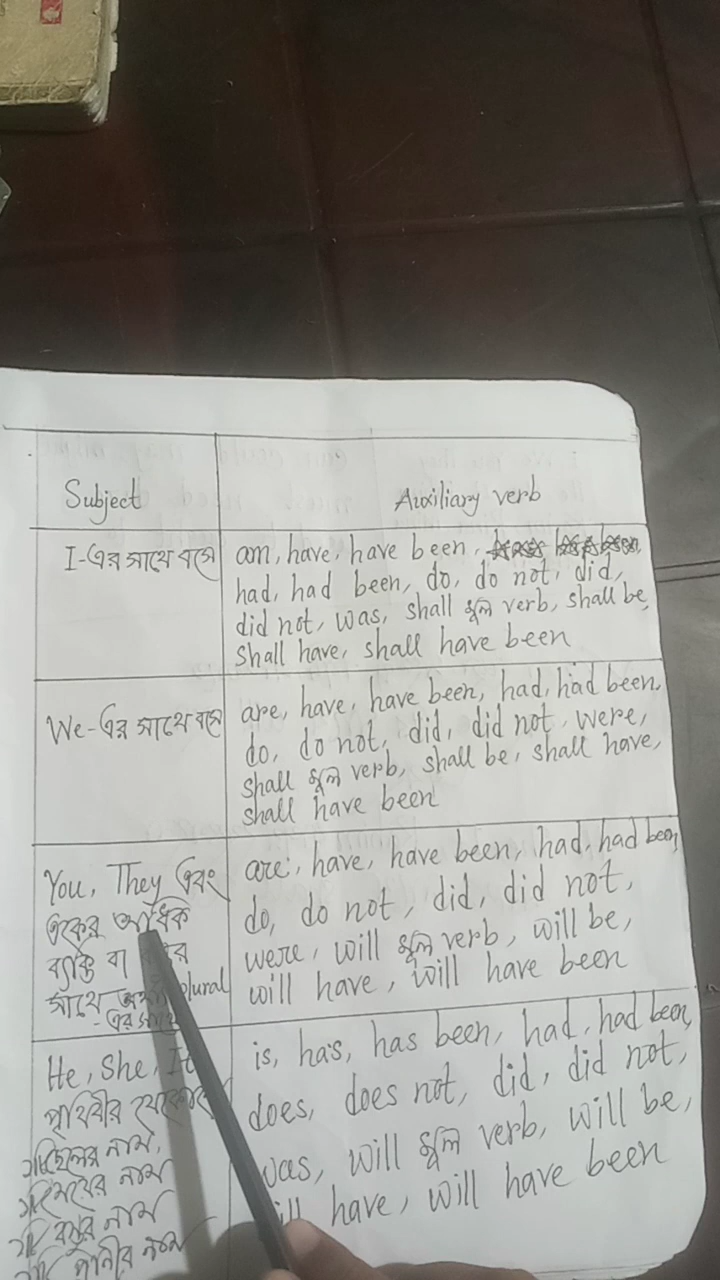 Subject
Auxiliary verb
I-এর সাথে বসে
am, have, have been,
had, had been, do, do not, did,
did not, was, shall মূল verb, shall be,
shall have, shall have been
We-এর সাথে বসে
are, have, have been, had, had been,
do, do not, did, did not, were,
shall মূল verb, shall be, shall have,
shall have been
You, They এবং
একের অধিক
ব্যক্তি বা
সাথে plural
-এর সাথে
are, have, have been, had, had been,
do, do not, did, did not,
were, will মূল verb, will be,
will have, will have been
He, She, It
পৃথিবীর যেকোনো
ছেলের নাম,
মেয়ের নাম
বস্তুর নাম
প্রাণীর নাম
is, has, has been, had, had been,
does, does not, did, did not,
was, will মূল verb, will be,
will have, will have been